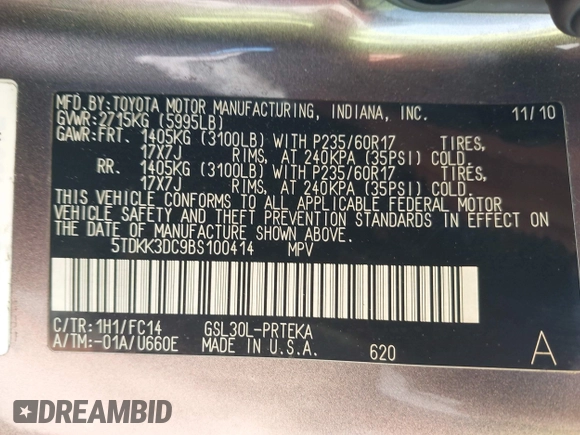 MFD.BY:TOYOTA MOTOR MANUFACTURING, INDIANA, INC. 11/10
GVWR:2715KG (5995LB)
GAWR:FRT. 1405KG (3100LB) WITH P235/60R17 TIRES,
17X7J RIMS, AT 240KPA (35PSI) COLD.
RR. 1405KG (3100LB) WITH P235/60R17 TIRES,
17X7J RIMS, AT 240KPA (35PSI) COLD.
THIS VEHICLE CONFORMS TO ALL APPLICABLE FEDERAL MOTOR
VEHICLE SAFETY AND THEFT PREVENTION STANDARDS IN EFFECT ON
THE DATE OF MANUFACTURE SHOWN ABOVE.
5TDKK3DC9BS100414 MPV
C/TR:1H1/FC14 GSL30L-PRTEKA
A/TM:-01A/U660E MADE IN U.S.A. 620 A
DREAMBID